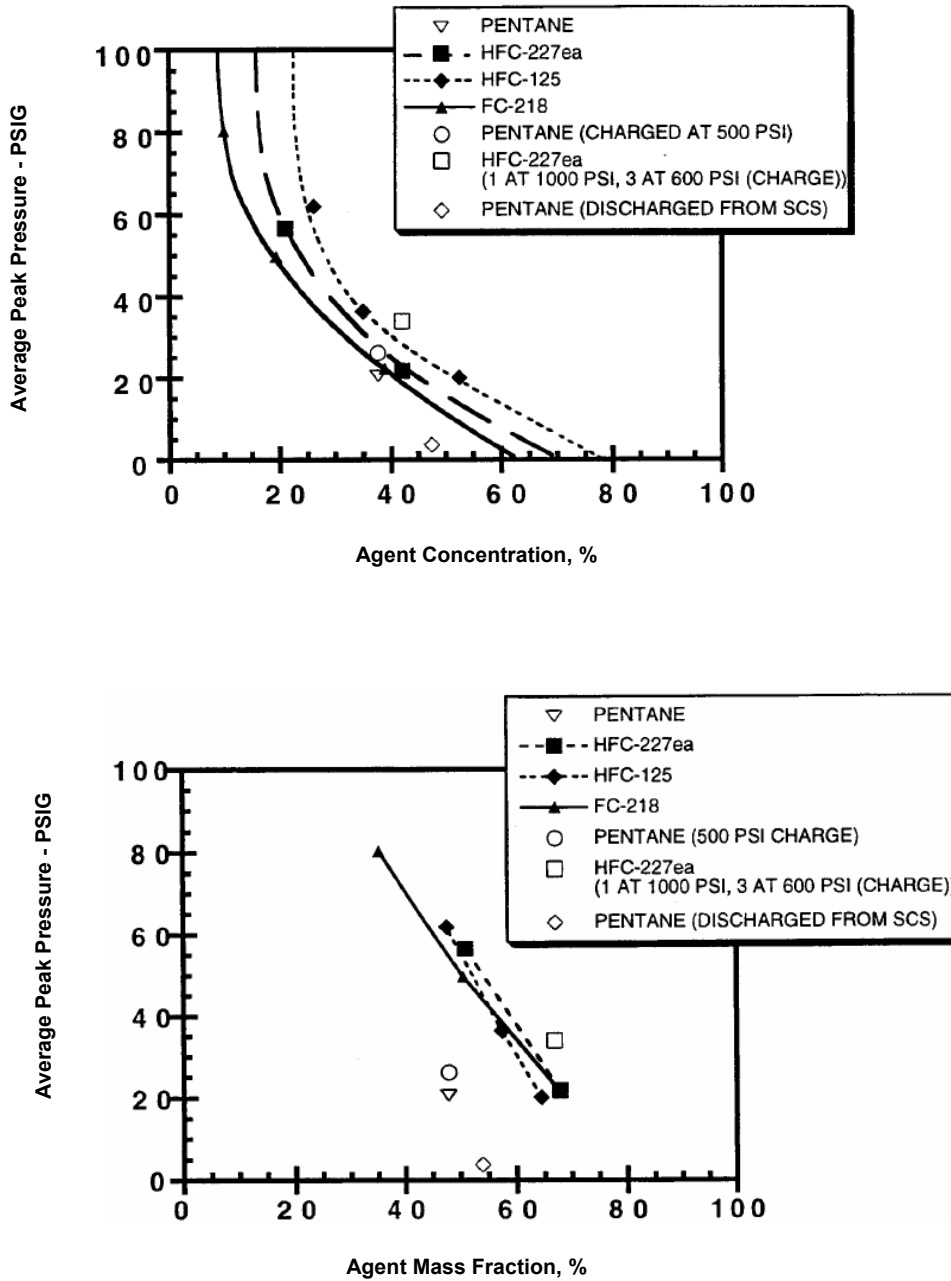 PENTANE
HFC-227ea
HFC-125
FC-218
PENTANE (CHARGED AT 500 PSI)
HFC-227ea
(1 AT 1000 PSI, 3 AT 600 PSI (CHARGE))
PENTANE (DISCHARGED FROM SCS)
Average Peak Pressure - PSIG
100
80
60
40
20
0
0 20 40 60 80 100
Agent Concentration, %
PENTANE
HFC-227ea
HFC-125
FC-218
PENTANE (500 PSI CHARGE)
HFC-227ea
(1 AT 1000 PSI, 3 AT 600 PSI (CHARGE)
PENTANE (DISCHARGED FROM SCS)
Average Peak Pressure - PSIG
100
80
60
40
20
0
0 20 40 60 80 100
Agent Mass Fraction, %